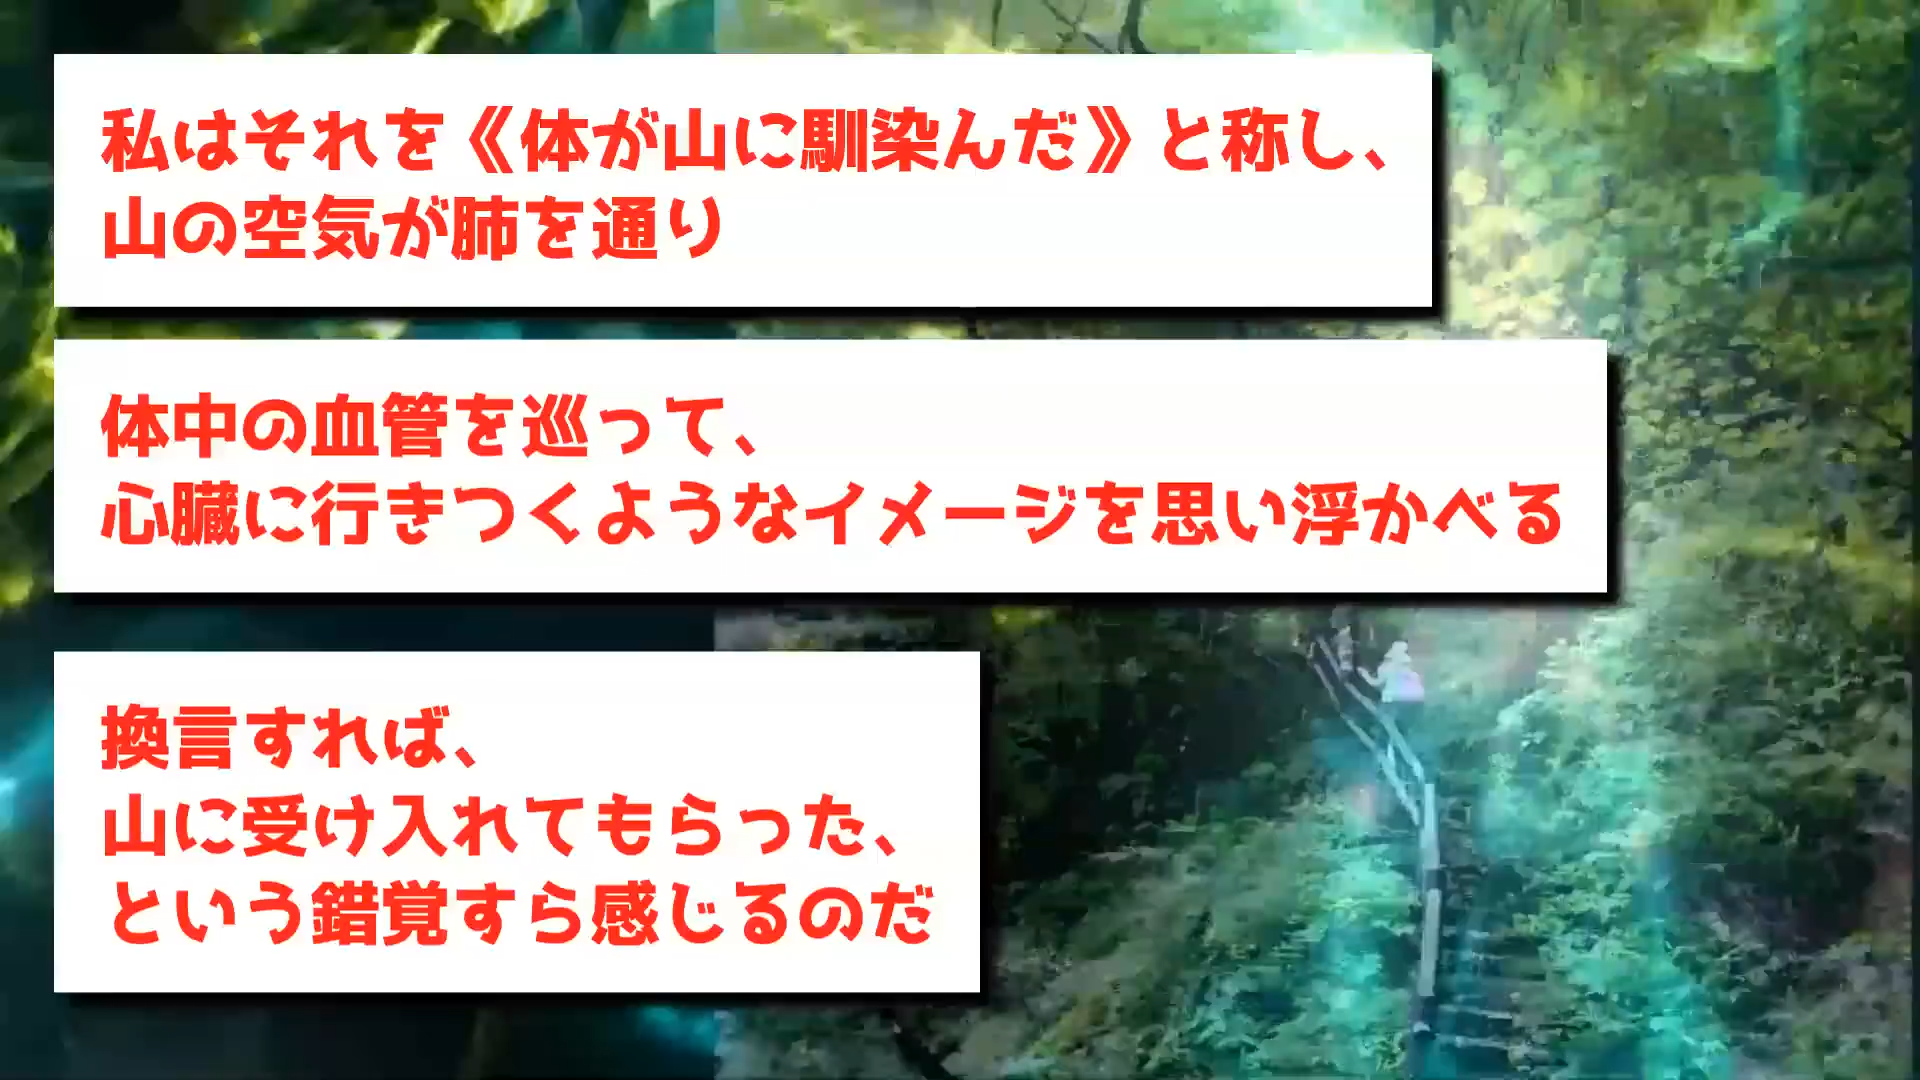 私はそれを《体が山に馴染んだ》と称し、
山の空気が肺を通り
体中の血管を巡って、
心臓に行きつくようなイメージを思い浮かべる
換言すれば、
山に受け入れてもらった、
という錯覚すら感じるのだ